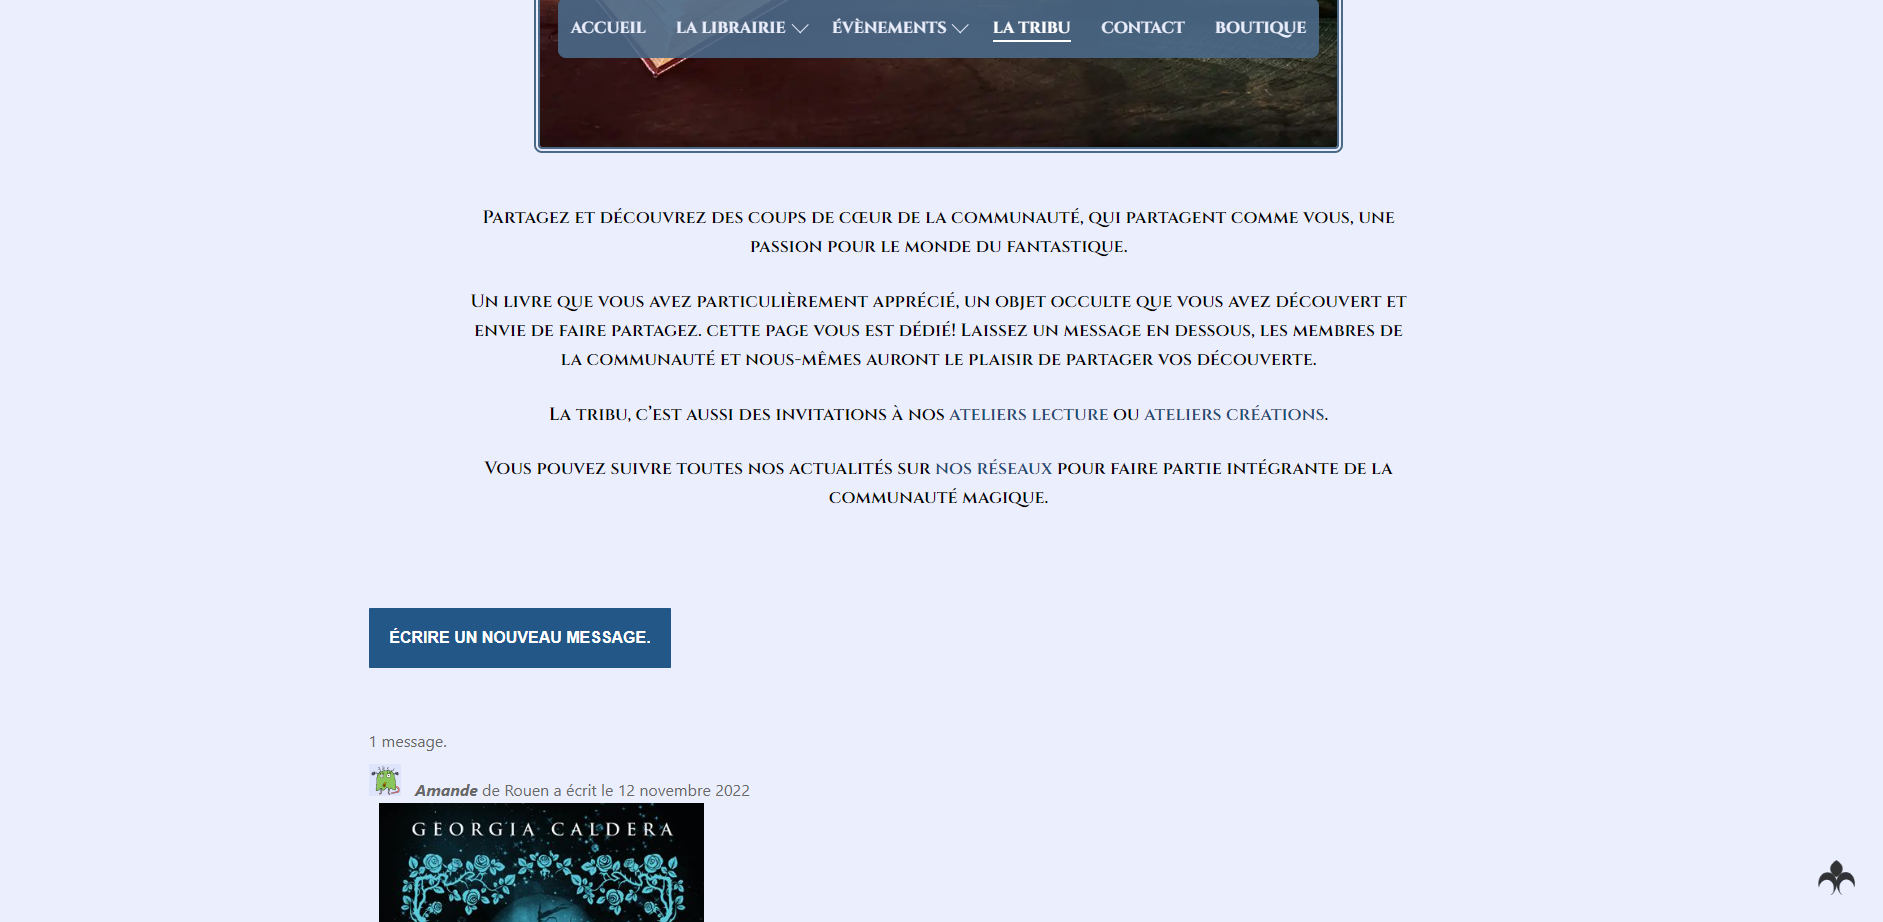 ACCUEIL LA LIBRAIRIE ÉVÈNEMENTS LA TRIBU CONTACT BOUTIQUE
Partagez et découvrez des coups de cœur de la communauté, qui partagent comme vous, une
passion pour le monde du fantastique.
Un livre que vous avez particulièrement apprécié, un objet occulte que vous avez découvert et
envie de faire partagez. cette page vous est dédié! Laissez un message en dessous, les membres de
la communauté et nous-mêmes auront le plaisir de partager vos découverte.
La tribu, c’est aussi des invitations à nos ateliers lecture ou ateliers créations.
Vous pouvez suivre toutes nos actualités sur nos réseaux pour faire partie intégrante de la
communauté magique.
ÉCRIRE UN NOUVEAU MESSAGE.
1 message.
Amande de Rouen a écrit le 12 novembre 2022
GEORGIA CALDERA